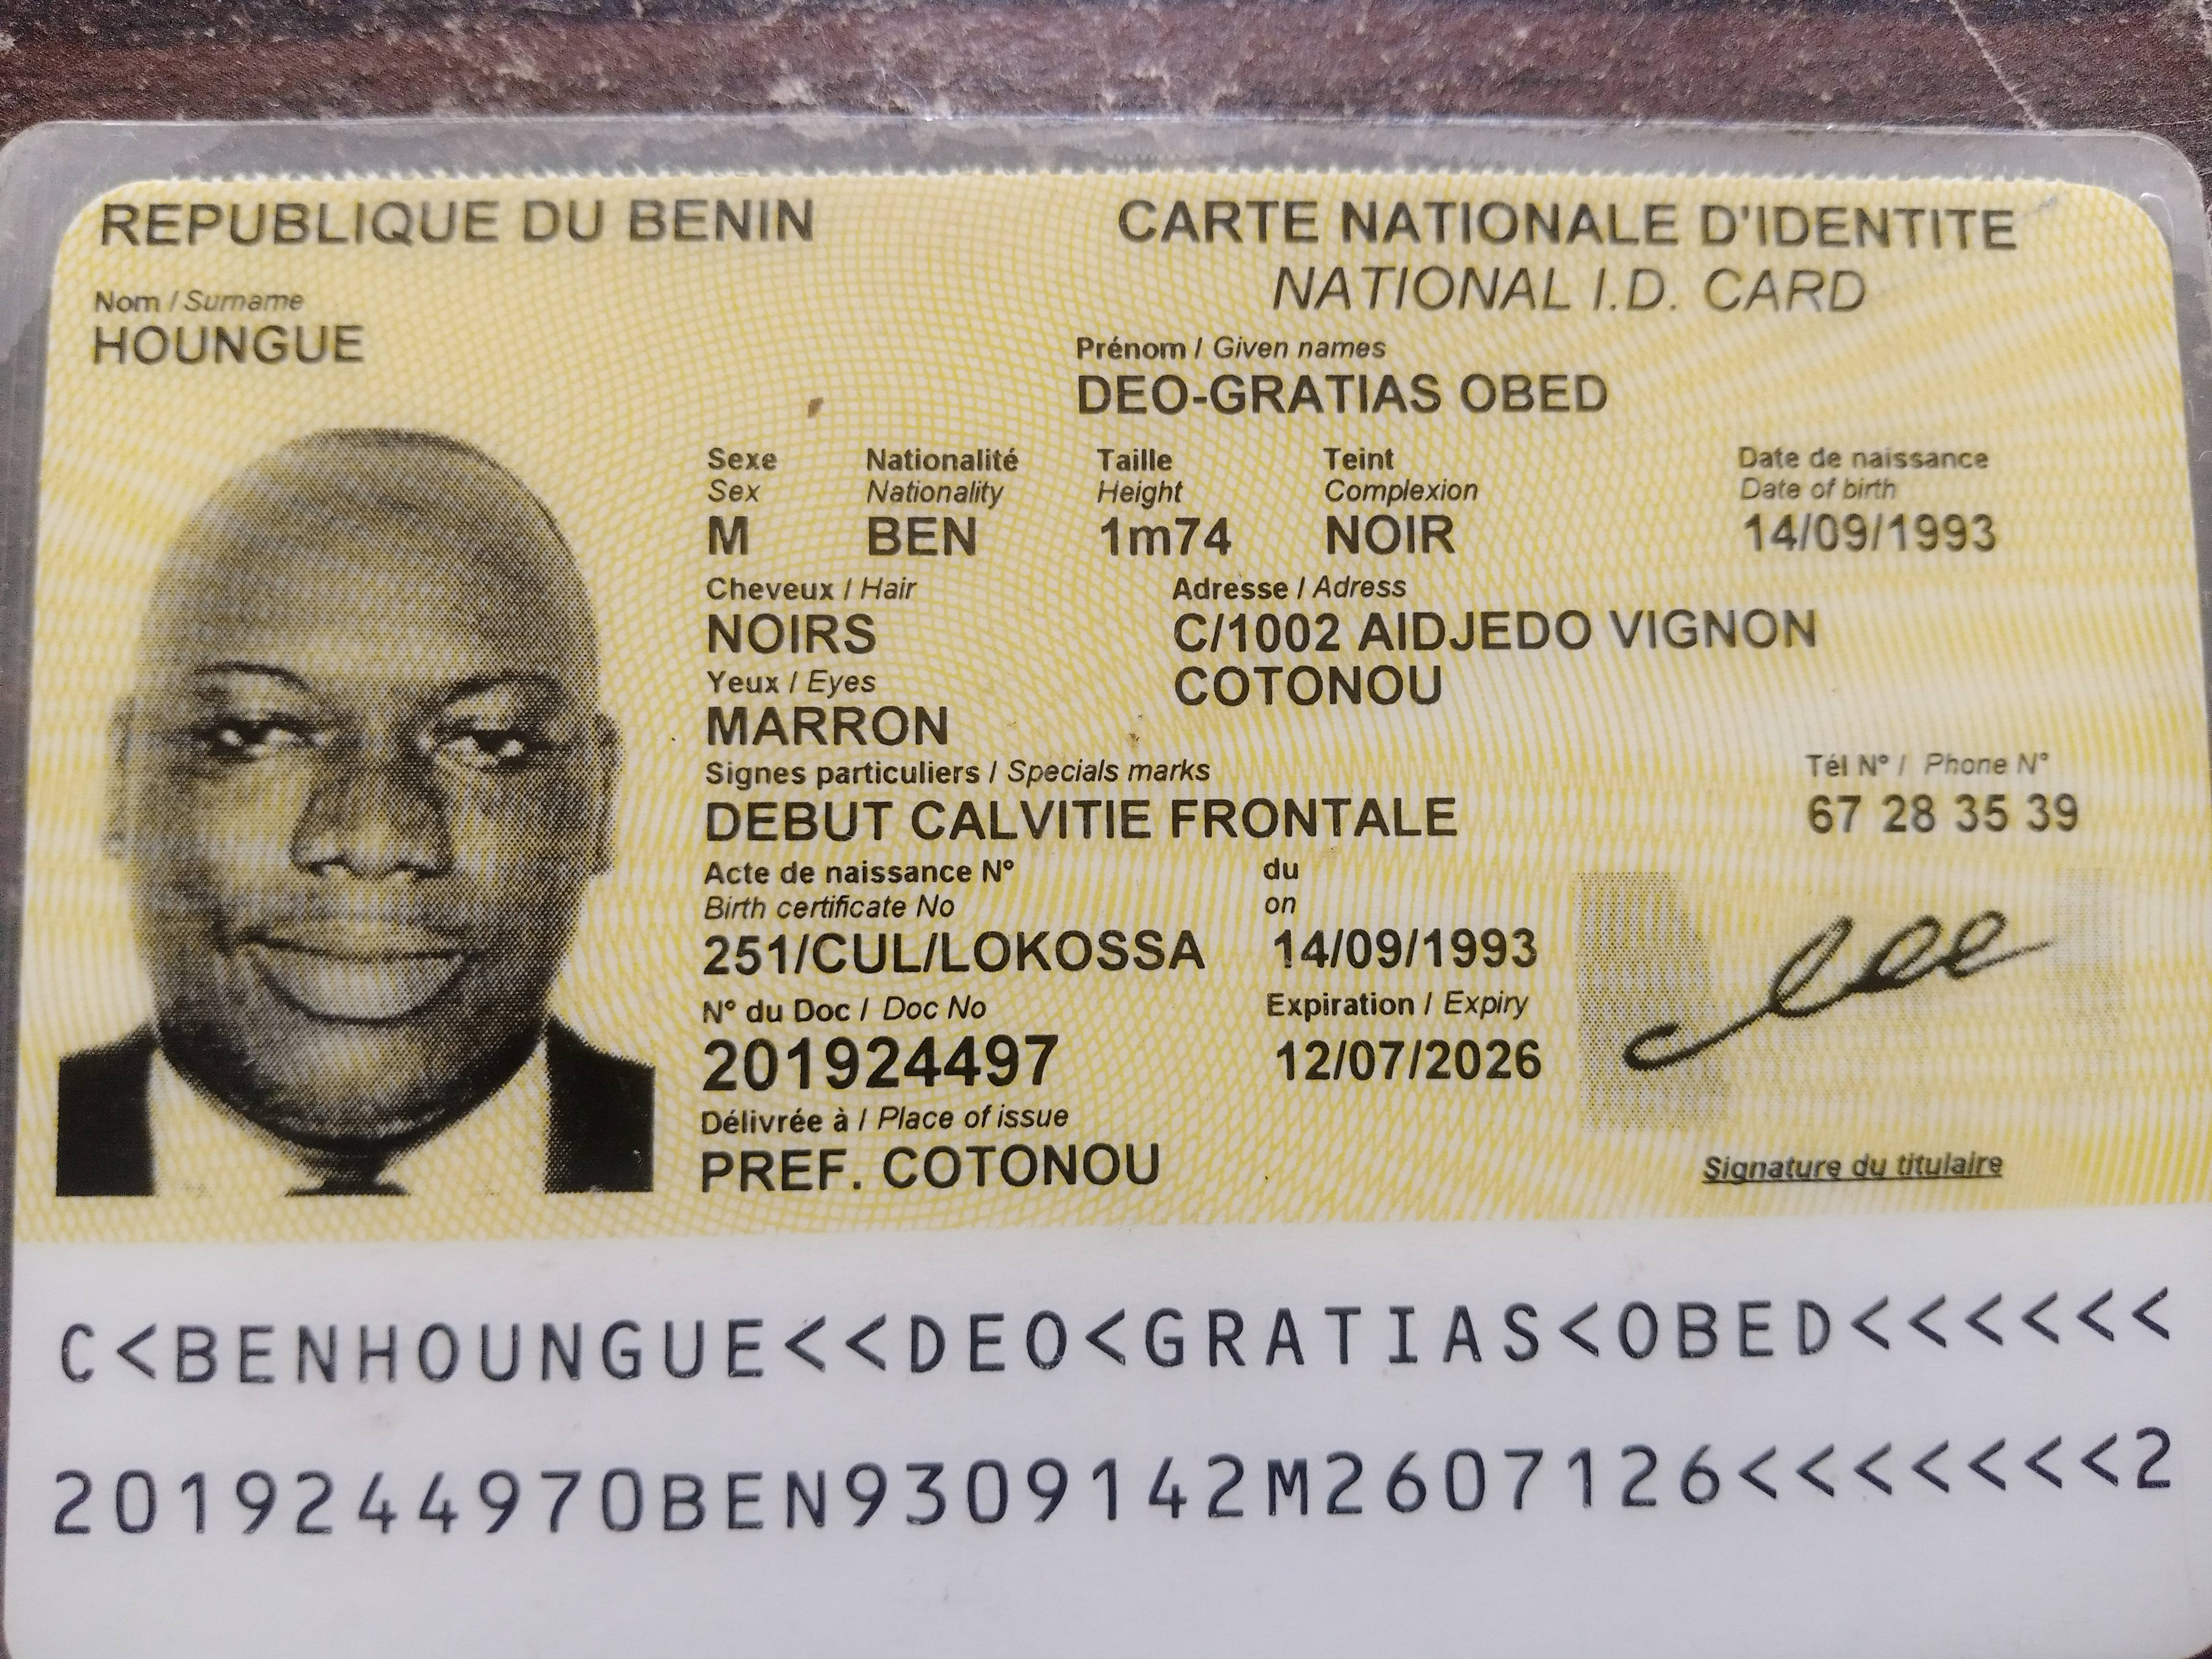 REPUBLIQUE DU BENIN
CARTE NATIONALE D'IDENTITE
NATIONAL I.D. CARD
Nom / Surname
HOUNGUE
Prénom / Given names
DEO-GRATIAS OBED
Sexe Nationalité Taille Teint Date de naissance
Sex Nationality Height Complexion Date of birth
M BEN 1m74 NOIR 14/09/1993
Cheveux / Hair Adresse / Adress
NOIRS C/1002 AIDJEDO VIGNON
COTONOU
Yeux / Eyes
MARRON
Signes particuliers / Specials marks Tél N° / Phone N°
DEBUT CALVITIE FRONTALE 67 28 35 39
Acte de naissance N° du
Birth certificate No on
251/CUL/LOKOSSA 14/09/1993
N° du Doc / Doc No Expiration / Expiry
201924497 12/07/2026
Délivrée à / Place of issue
PREF. COTONOU
Signature du titulaire
C<BENHOUNGUE<<DEO<GRATIAS<OBED<<<<<<
2019244970BEN9309142M2607126<<<<<<<2